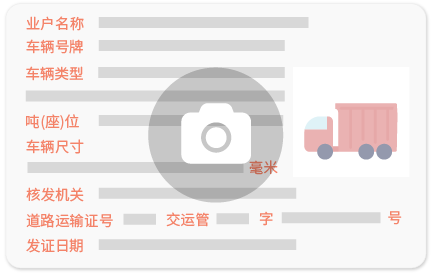 业户名称
车辆号牌
车辆类型
吨(座)位
车辆尺寸
毫米
核发机关
道路运输证号 交运管 字 号
发证日期